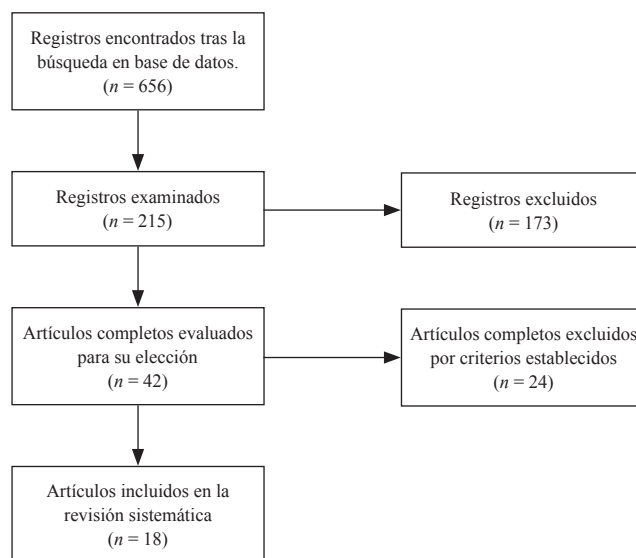 Registros encontrados tras la
búsqueda en base de datos.
(n = 656)
Registros examinados
(n = 215)
Registros excluidos
(n = 173)
Artículos completos evaluados
para su elección
(n = 42)
Artículos completos excluidos
por criterios establecidos
(n = 24)
Artículos incluidos en la
revisión sistemática
(n = 18)